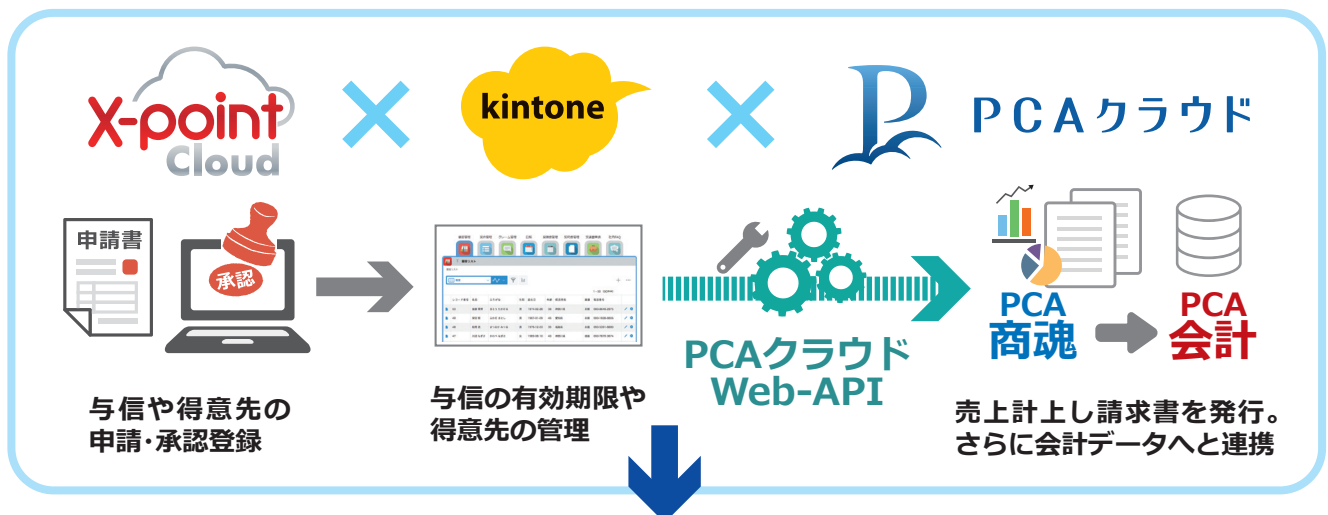 X-point
Cloud
kintone
P
PCAクラウド
申請書
承認
PCAクラウド
Web-API
PCA
商魂
PCA
会計
与信や得意先の
申請・承認登録
与信の有効期限や
得意先の管理
売上計上し請求書を発行。
さらに会計データへと連携